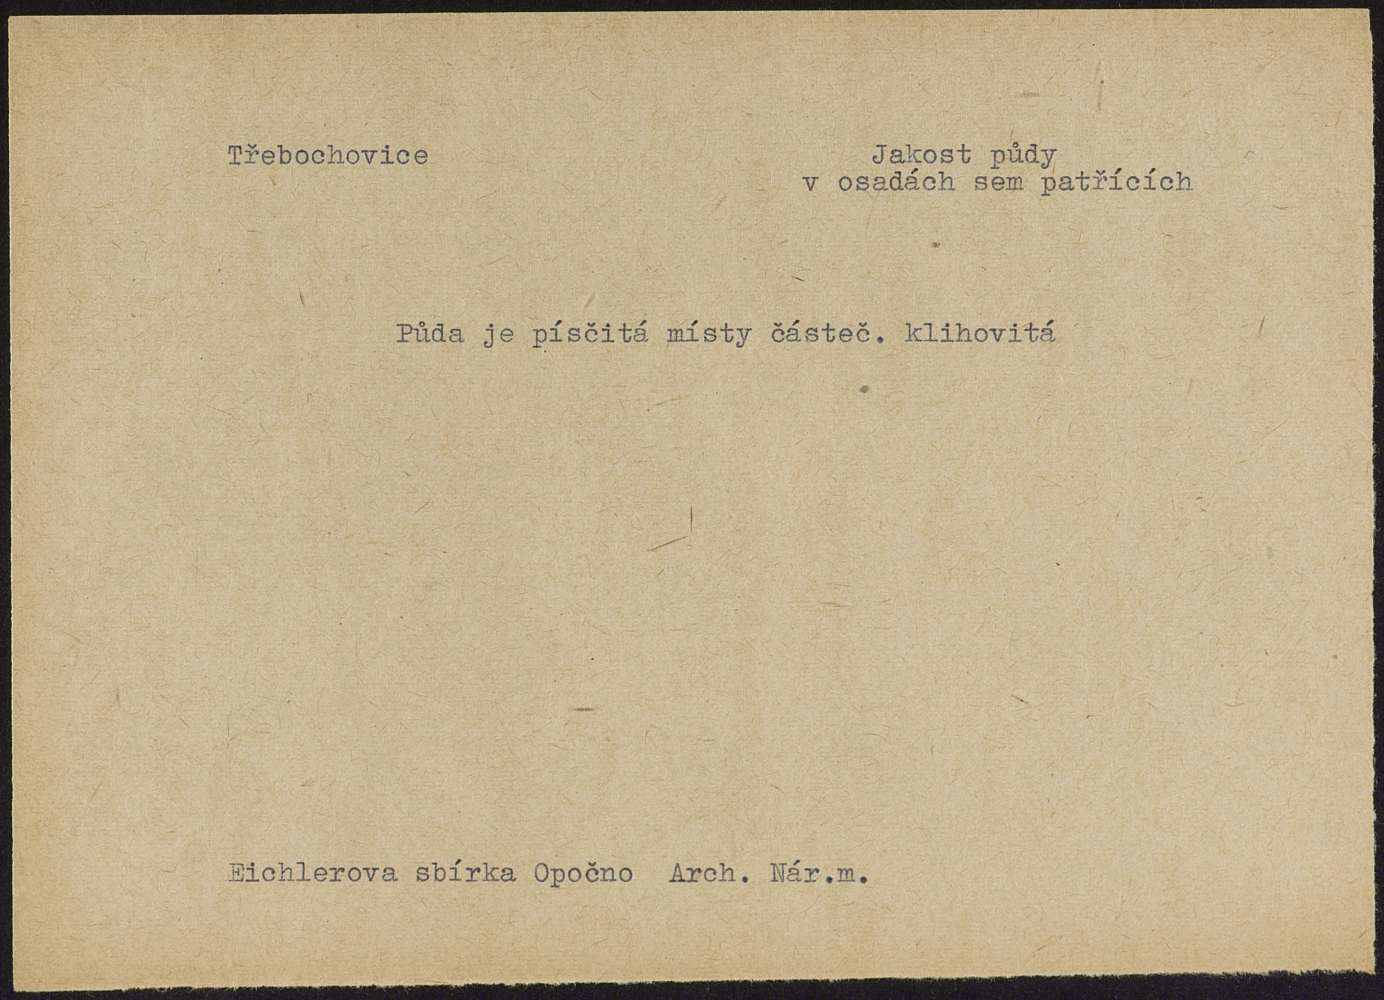 Třebochovice
Jakost půdy
v osadách sem patřících
Půda je písčitá místy částeč. klihovitá
Eichlerova sbírka Opočno Arch. Nár.m.